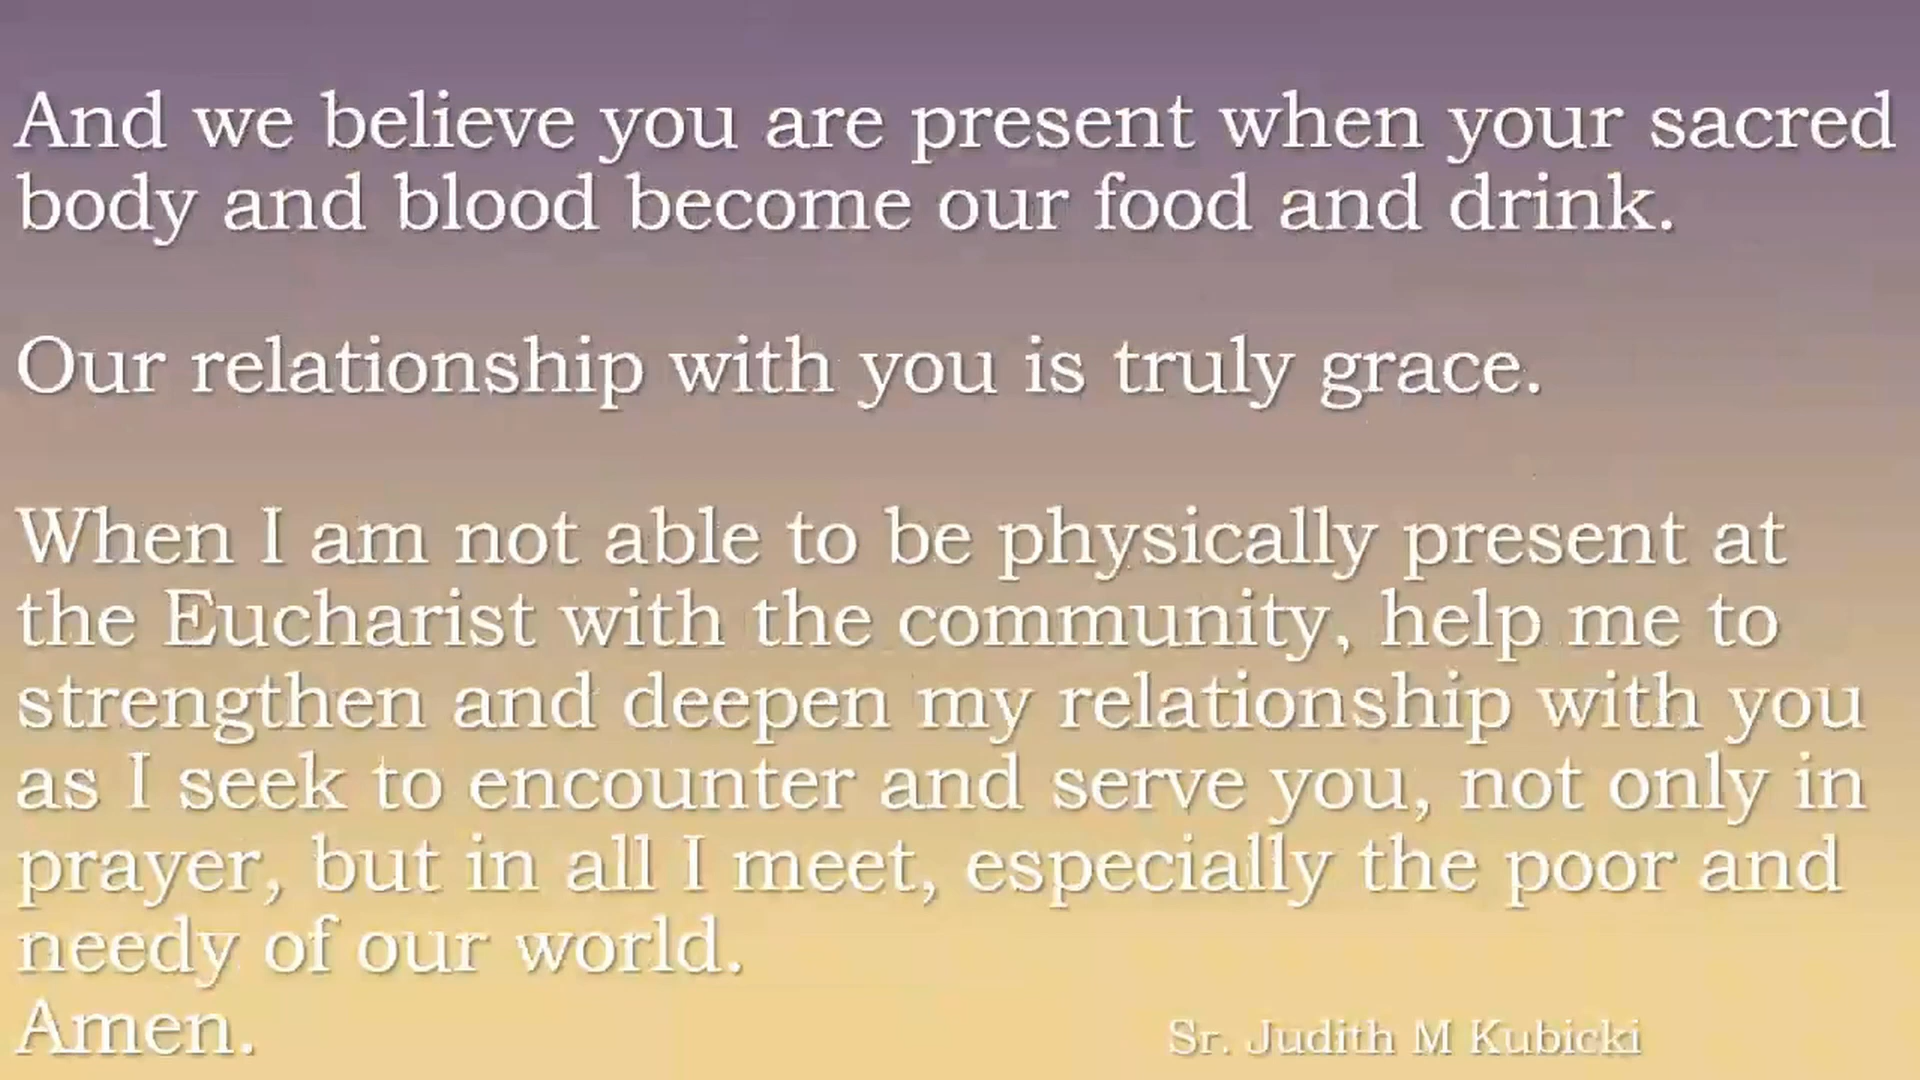 And we believe you are present when your sacred
body and blood become our food and drink.
Our relationship with you is truly grace.
When I am not able to be physically present at
the Eucharist with the community, help me to
strengthen and deepen my relationship with you
as I seek to encounter and serve you, not only in
prayer, but in all I meet, especially the poor and
needy of our world.
Amen.
Sr. Judith M Kubicki